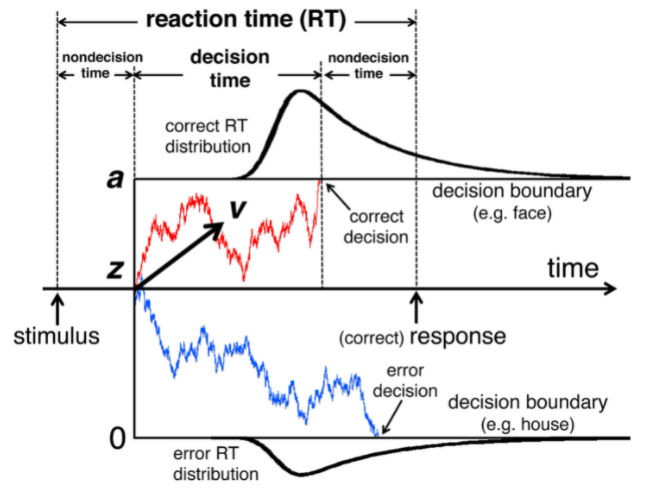 reaction time (RT)
nondecision
time
decision
time
nondecision
time
correct RT
distribution
a
decision boundary
(e.g. face)
v
correct
decision
z
time
stimulus
(correct) response
error
decision
decision boundary
(e.g. house)
0
error RT
distribution